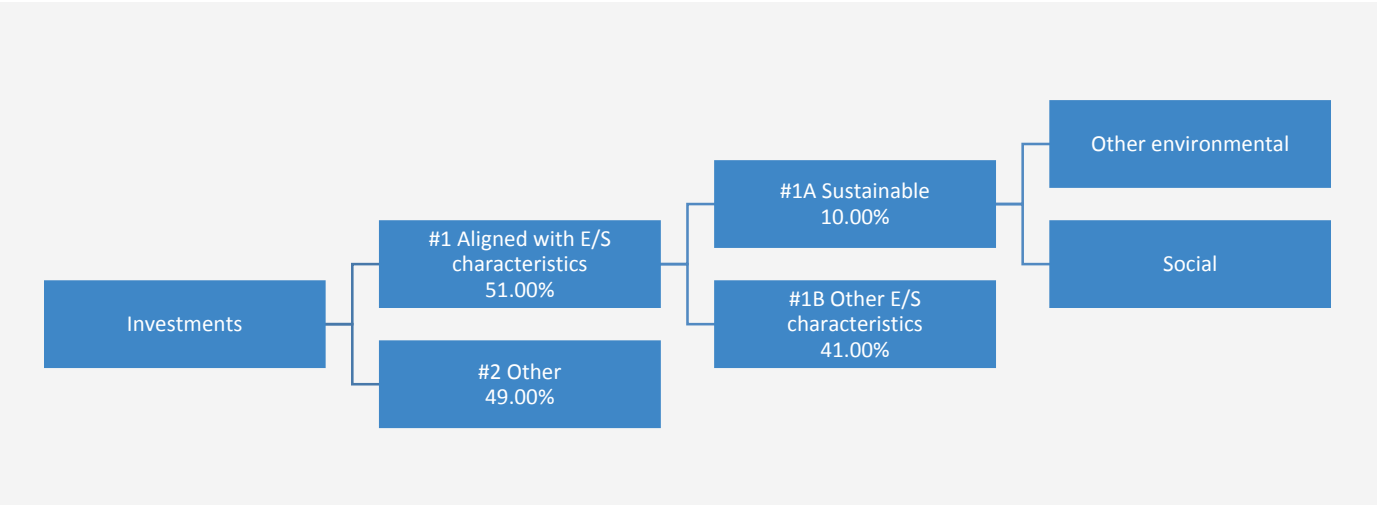 Investments
#1 Aligned with E/S
characteristics
51.00%
#2 Other
49.00%
#1A Sustainable
10.00%
#1B Other E/S
characteristics
41.00%
Other environmental
Social